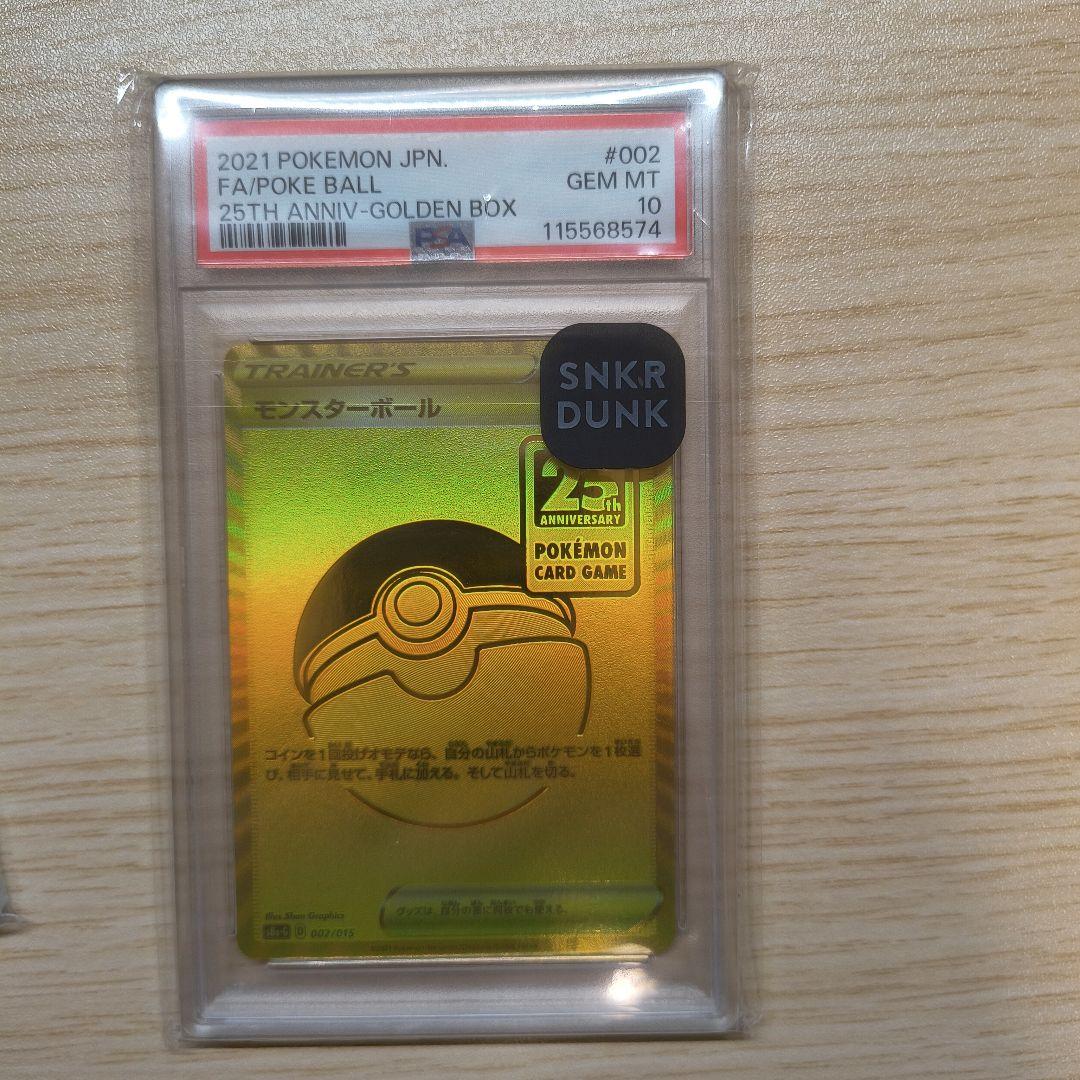 2021 POKEMON JPN. #002
FA/POKE BALL GEM MT
25TH ANNIV-GOLDEN BOX 10
PSA 115568574
SNKR
DUNK
TRAINER'S
モンスターボール
25th
ANNIVERSARY
POKÉMON
CARD GAME
コインを1回投げオモテなら、自分の山札からポケモンを1枚選
び、相手に見せて、手札に加える。そして山札を切る。
グッズは、自分の番に何枚でも使える。
Illus. Shun Graphics
s8a-G D 002/015